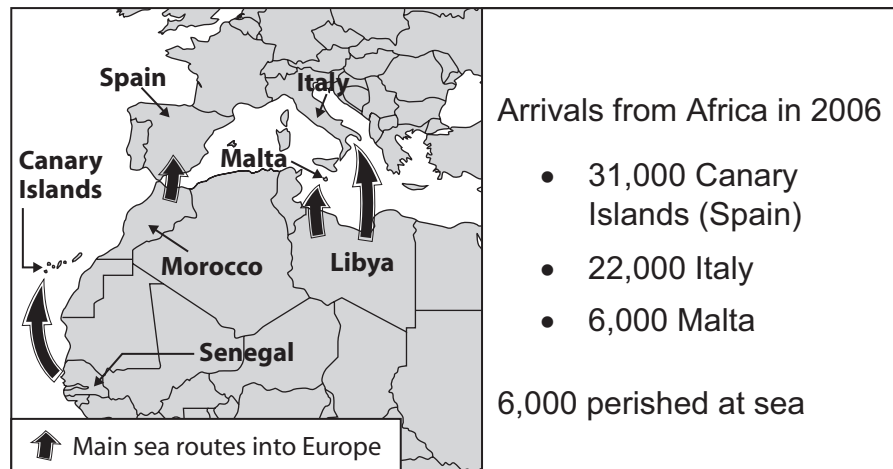 Spain
Italy
Canary
Islands
Malta
Morocco
Libya
Senegal
Main sea routes into Europe
Arrivals from Africa in 2006
• 31,000 Canary
Islands (Spain)
• 22,000 Italy
• 6,000 Malta
6,000 perished at sea